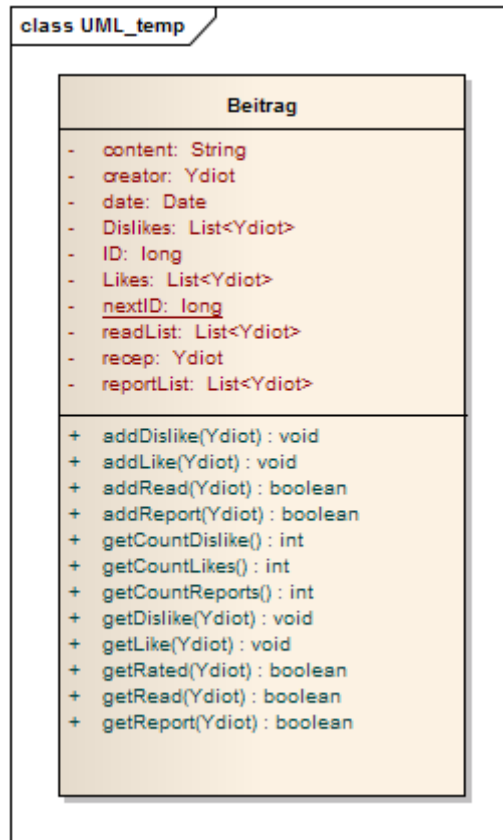 class UML_temp
Beitrag
- content: String
- creator: Ydiot
- date: Date
- Dislikes: List<Ydiot>
- ID: long
- Likes: List<Ydiot>
- nextID: long
- readList: List<Ydiot>
- recep: Ydiot
- reportList: List<Ydiot>
+ addDislike(Ydiot) : void
+ addLike(Ydiot) : void
+ addRead(Ydiot) : boolean
+ addReport(Ydiot) : boolean
+ getCountDislike() : int
+ getCountLikes() : int
+ getCountReports() : int
+ getDislike(Ydiot) : void
+ getLike(Ydiot) : void
+ getRated(Ydiot) : boolean
+ getRead(Ydiot) : boolean
+ getReport(Ydiot) : boolean